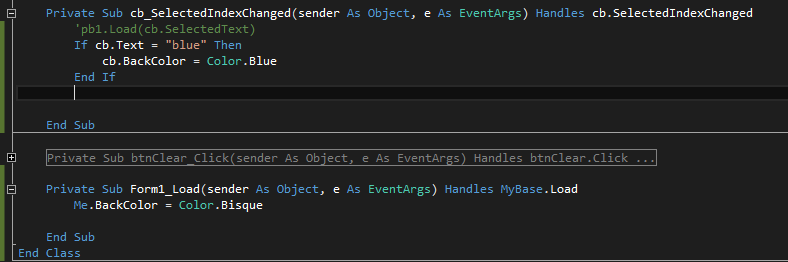 Private Sub cb_SelectedIndexChanged(sender As Object, e As EventArgs) Handles cb.SelectedIndexChanged
'pb1.Load(cb.SelectedText)
If cb.Text = "blue" Then
cb.BackColor = Color.Blue
End If
End Sub
Private Sub btnClear_Click(sender As Object, e As EventArgs) Handles btnClear.Click ...
Private Sub Form1_Load(sender As Object, e As EventArgs) Handles MyBase.Load
Me.BackColor = Color.Bisque
End Sub
End Class